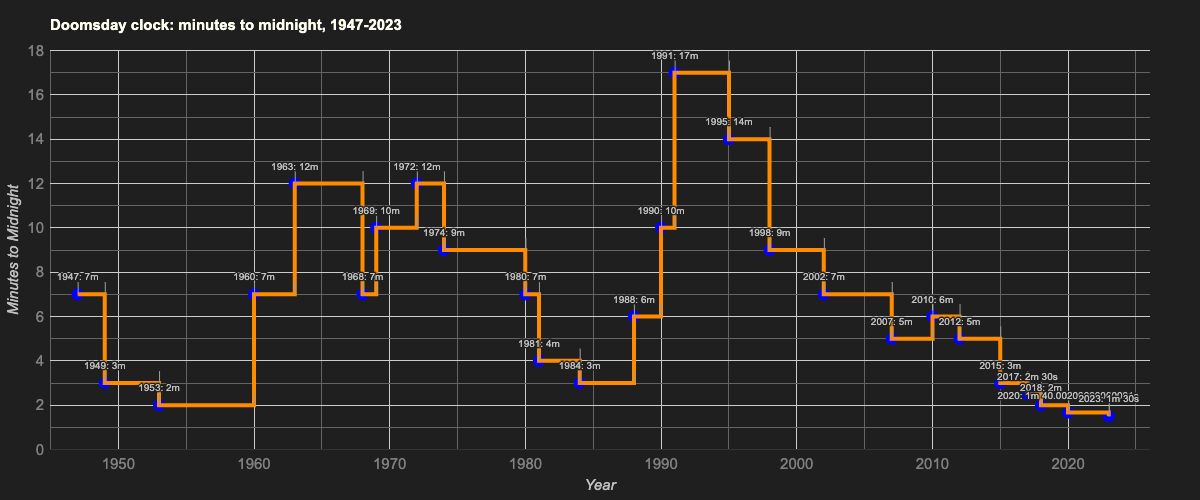 Doomsday clock: minutes to midnight, 1947-2023
Minutes to Midnight
18
16
14
12
10
8
6
4
2
0
1947: 7m
1949: 3m
1953: 2m
1960: 7m
1963: 12m
1968: 7m
1969: 10m
1972: 12m
1974: 9m
1980: 7m
1981: 4m
1984: 3m
1988: 6m
1990: 10m
1991: 17m
1995: 14m
1998: 9m
2002: 7m
2007: 5m
2010: 6m
2012: 5m
2015: 3m
2017: 2m 30s
2018: 2m
2020: 1m
2023: 1m 30s
1950
1960
1970
1980
1990
2000
2010
2020
Year